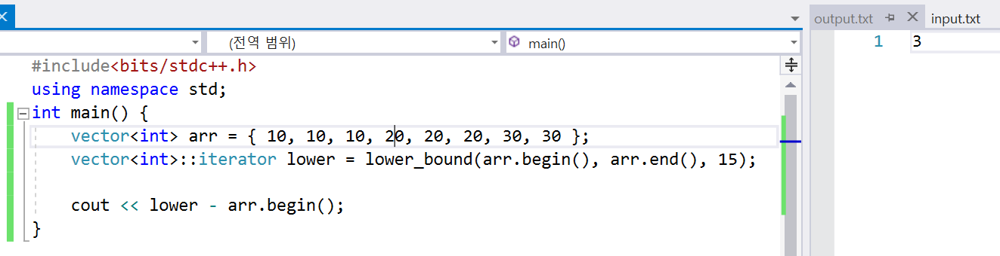 output.txt input.txt
(전역 범위) main()
1 3
#include<bits/stdc++.h>
using namespace std;
int main() {
vector<int> arr = { 10, 10, 10, 20, 20, 20, 30, 30 };
vector<int>::iterator lower = lower_bound(arr.begin(), arr.end(), 15);
cout << lower - arr.begin();
}